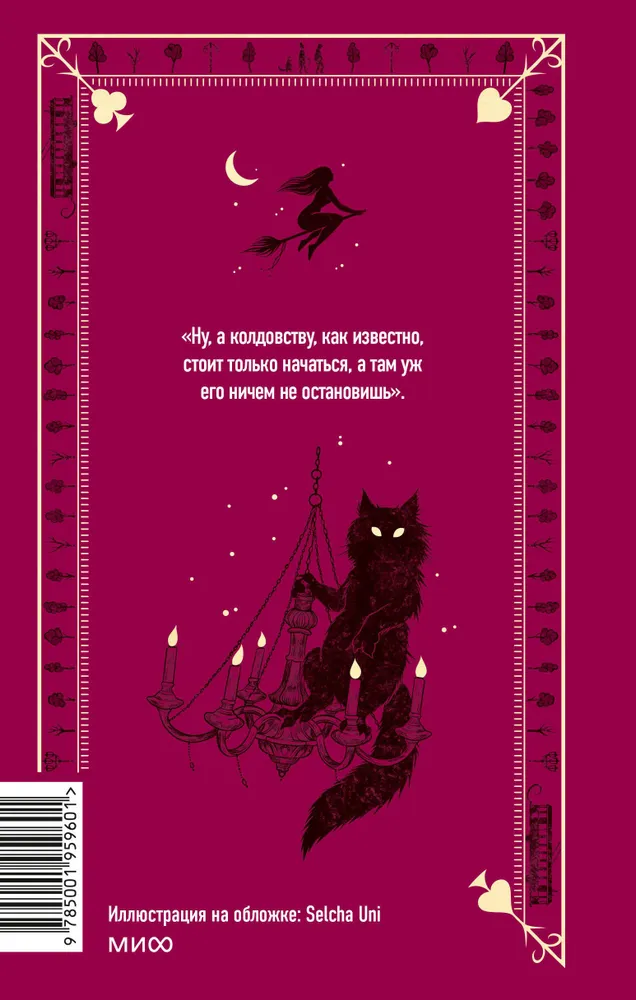 «Ну, а колдовству, как известно,
стоит только начаться, а там уж
его ничем не остановишь».
9 785001 959601 >
Иллюстрация на обложке: Selcha Uni
МИФ